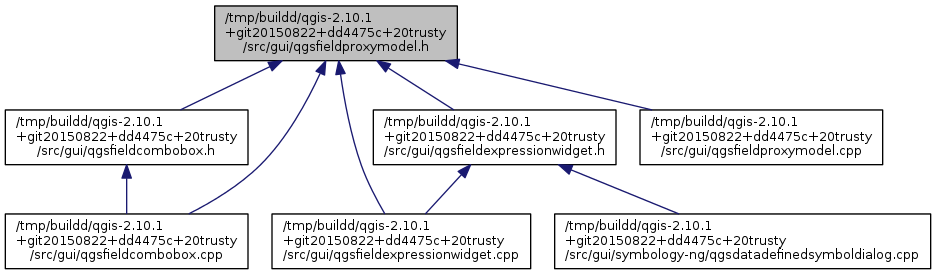 /tmp/buildd/qgis-2.10.1
+git20150822+dd4475c+20trusty
/src/gui/qgsfieldproxymodel.h
/tmp/buildd/qgis-2.10.1
+git20150822+dd4475c+20trusty
/src/gui/qgsfieldcombobox.h
/tmp/buildd/qgis-2.10.1
+git20150822+dd4475c+20trusty
/src/gui/qgsfieldexpressionwidget.h
/tmp/buildd/qgis-2.10.1
+git20150822+dd4475c+20trusty
/src/gui/qgsfieldproxymodel.cpp
/tmp/buildd/qgis-2.10.1
+git20150822+dd4475c+20trusty
/src/gui/qgsfieldcombobox.cpp
/tmp/buildd/qgis-2.10.1
+git20150822+dd4475c+20trusty
/src/gui/qgsfieldexpressionwidget.cpp
/tmp/buildd/qgis-2.10.1
+git20150822+dd4475c+20trusty
/src/gui/symbology-ng/qgsdatadefinedsymboldialog.cpp